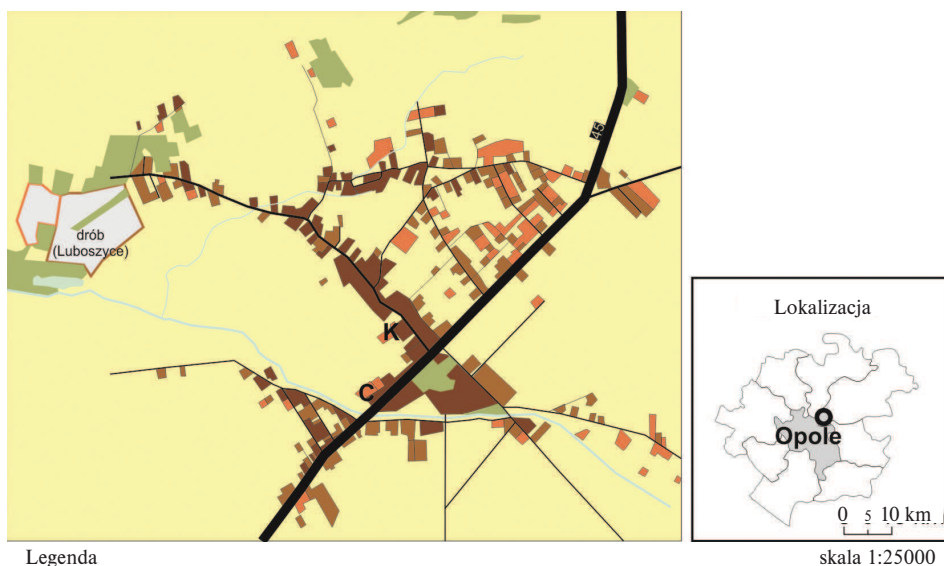 45
drób
(Luboszyce)
K
C
Lokalizacja
Opole
0 5 10 km
Legenda
skala 1:25000